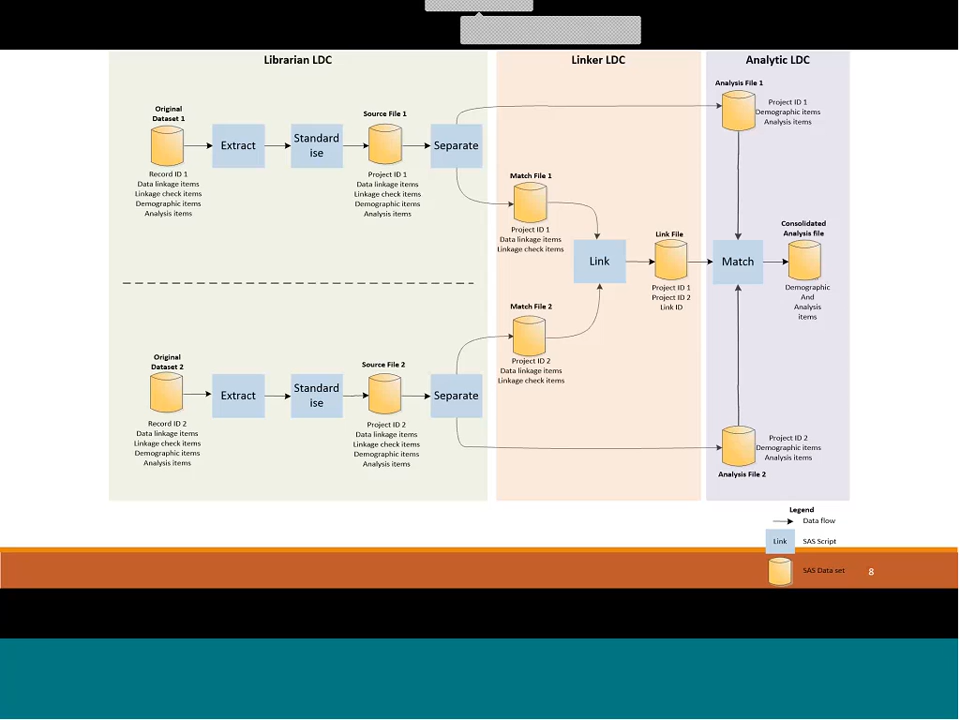 Librarian LDC
Linker LDC
Analytic LDC
Original
Dataset 1
Record ID 1
Data linkage items
Linkage check items
Demographic items
Analysis items
Extract
Standard
ise
Source File 1
Project ID 1
Data linkage items
Linkage check items
Demographic items
Analysis items
Separate
Original
Dataset 2
Record ID 2
Data linkage items
Linkage check items
Demographic items
Analysis items
Extract
Standard
ise
Source File 2
Project ID 2
Data linkage items
Linkage check items
Demographic items
Analysis items
Separate
Match File 1
Project ID 1
Data linkage items
Linkage check items
Match File 2
Project ID 2
Data linkage items
Linkage check items
Link
Link File
Project ID 1
Project ID 2
Link ID
Analysis File 1
Project ID 1
Demographic items
Analysis items
Match
Consolidated
Analysis file
Demographic
And
Analysis
items
Project ID 2
Demographic items
Analysis items
Analysis File 2
Legend
Data flow
Link
SAS Script
SAS Data set
8